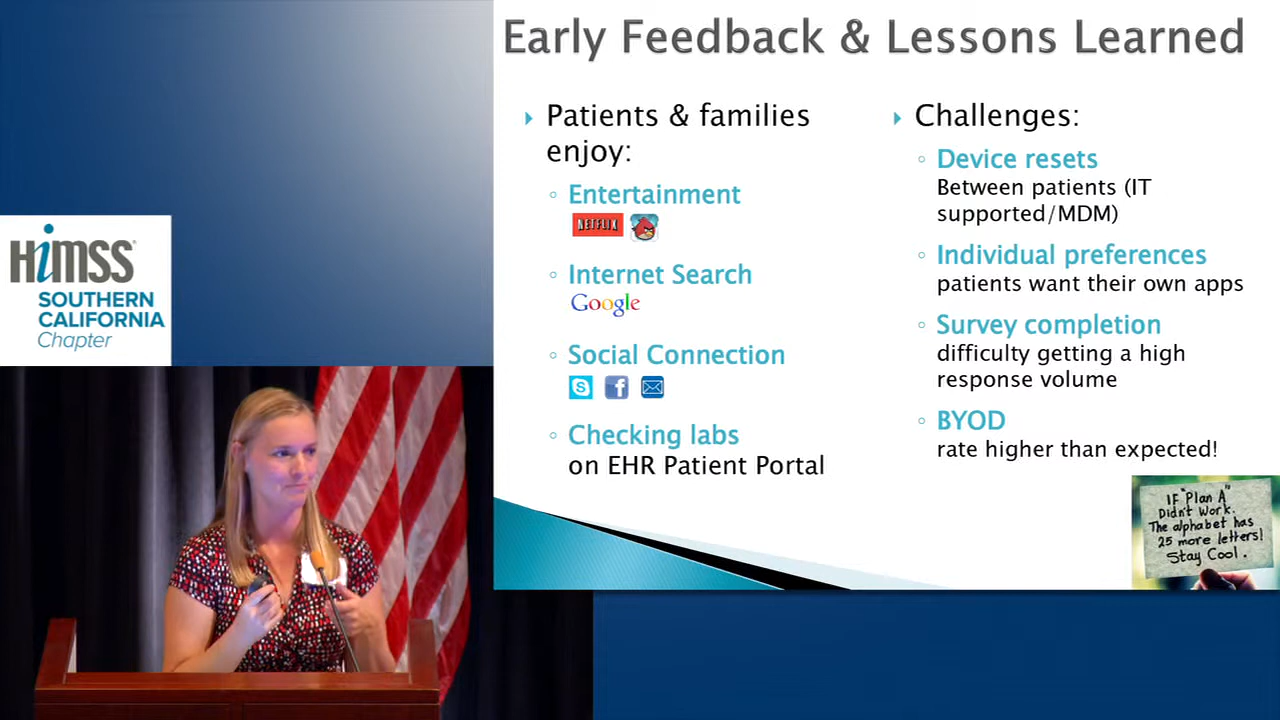 Early Feedback & Lessons Learned
Patients & families
enjoy:
Entertainment
NETFLIX
Internet Search
Google
Social Connection
Checking labs
on EHR Patient Portal
Challenges:
Device resets
Between patients (IT
supported/MDM)
Individual preferences
patients want their own apps
Survey completion
difficulty getting a high
response volume
BYOD
rate higher than expected!
IF "Plan A"
Didn't Work.
The alphabet has
25 more letters!
Stay Cool.
HiMSS
SOUTHERN
CALIFORNIA
Chapter